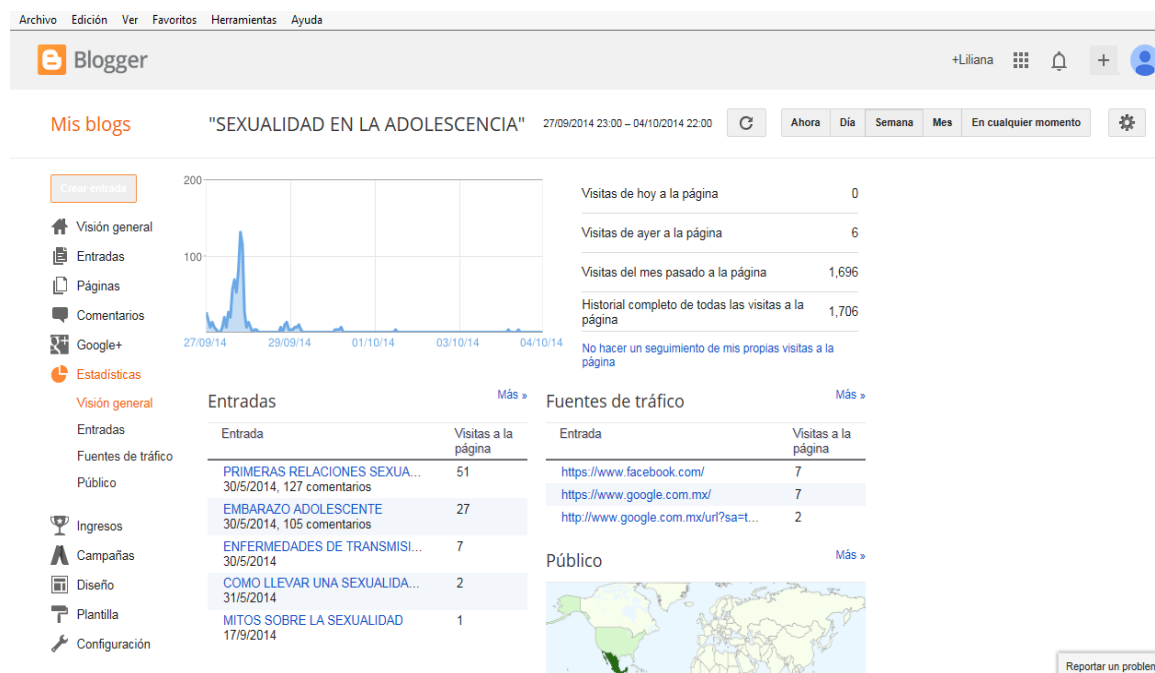 Archivo Edición Ver Favoritos Herramientas Ayuda
Blogger
+Liliana
Mis blogs
"SEXUALIDAD EN LA ADOLESCENCIA"
27/09/2014 23:00 – 04/10/2014 22:00
Ahora Día Semana Mes En cualquier momento
Crear entrada
Visión general
Entradas
Páginas
Comentarios
Google+
Estadísticas
Visión general
Entradas
Fuentes de tráfico
Público
Ingresos
Campañas
Diseño
Plantilla
Configuración
200
100
27/09/14 29/09/14 01/10/14 03/10/14 04/10/14
Visitas de hoy a la página 0
Visitas de ayer a la página 6
Visitas del mes pasado a la página 1,696
Historial completo de todas las visitas a la
página 1,706
No hacer un seguimiento de mis propias visitas a la
página
Entradas Más »
Entrada Visitas a la
página
PRIMERAS RELACIONES SEXUA... 51
30/5/2014, 127 comentarios
EMBARAZO ADOLESCENTE 27
30/5/2014, 105 comentarios
ENFERMEDADES DE TRANSMISI... 7
30/5/2014
COMO LLEVAR UNA SEXUALIDA... 2
31/5/2014
MITOS SOBRE LA SEXUALIDAD 1
17/9/2014
Fuentes de tráfico Más »
Entrada Visitas a la
página
https://www.facebook.com/ 7
https://www.google.com.mx/ 7
http://www.google.com.mx/url?sa=t... 2
Público Más »
Reportar un problem